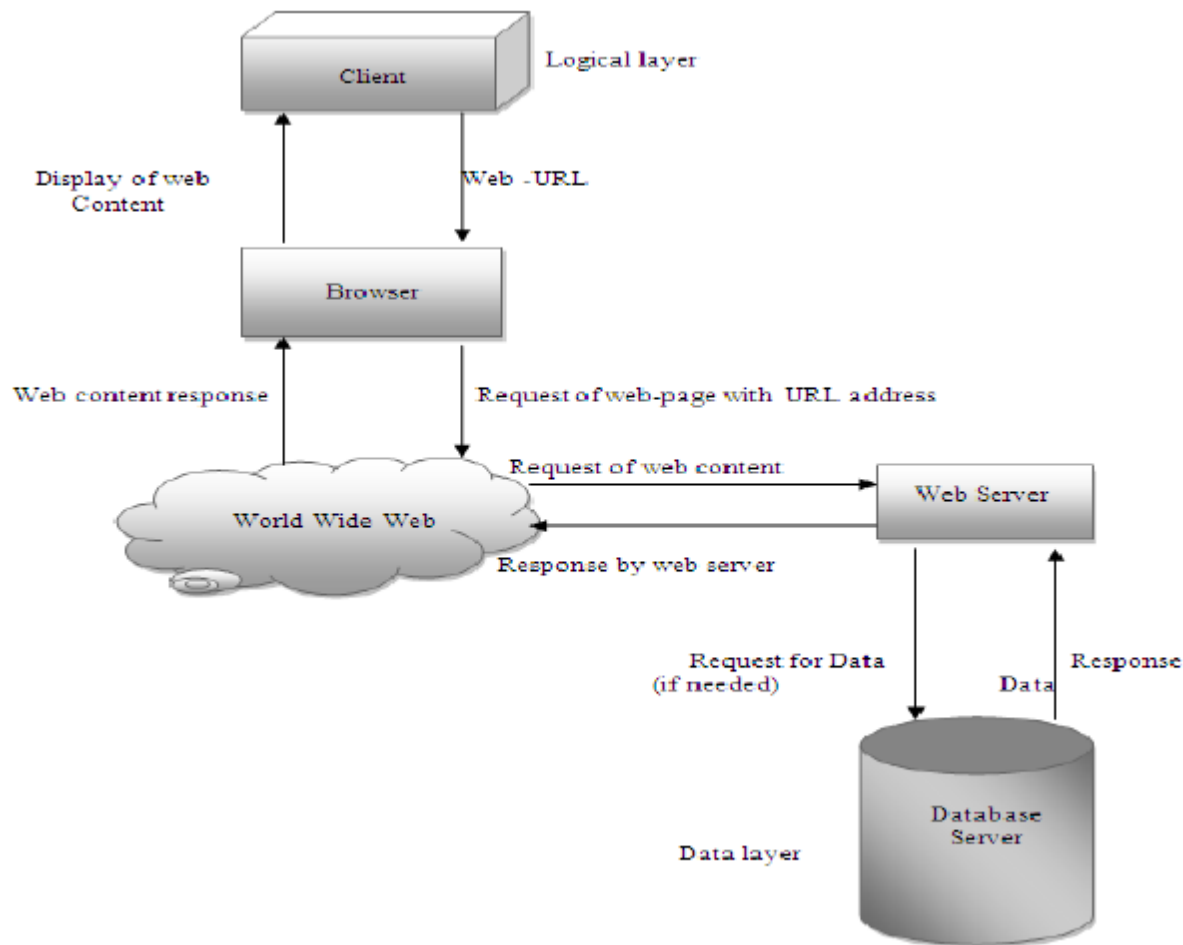 Client
Logical layer
Display of web
Content
Web -URL
Browser
Web content response
Request of web-page with URL address
Request of web content
Web Server
World Wide Web
Response by web server
Request for Data
(if needed)
Response
Data
Database
Server
Data layer